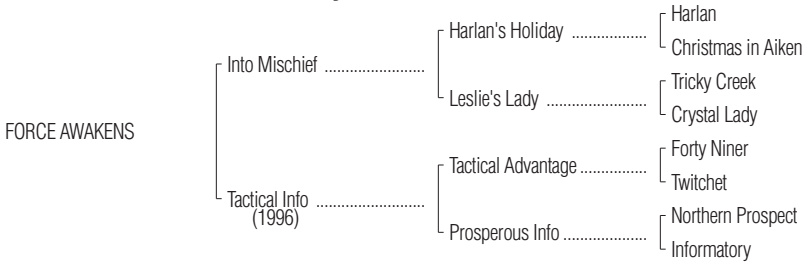 Harlan
Harlan's Holiday ..................
Christmas in Aiken
Into Mischief ........................
Tricky Creek
Leslie's Lady ........................
Crystal Lady
FORCE AWAKENS
Forty Niner
Tactical Advantage ................
Twitchet
Tactical Info ..........................
(1996)
Northern Prospect
Prosperous Info ....................
Informatory